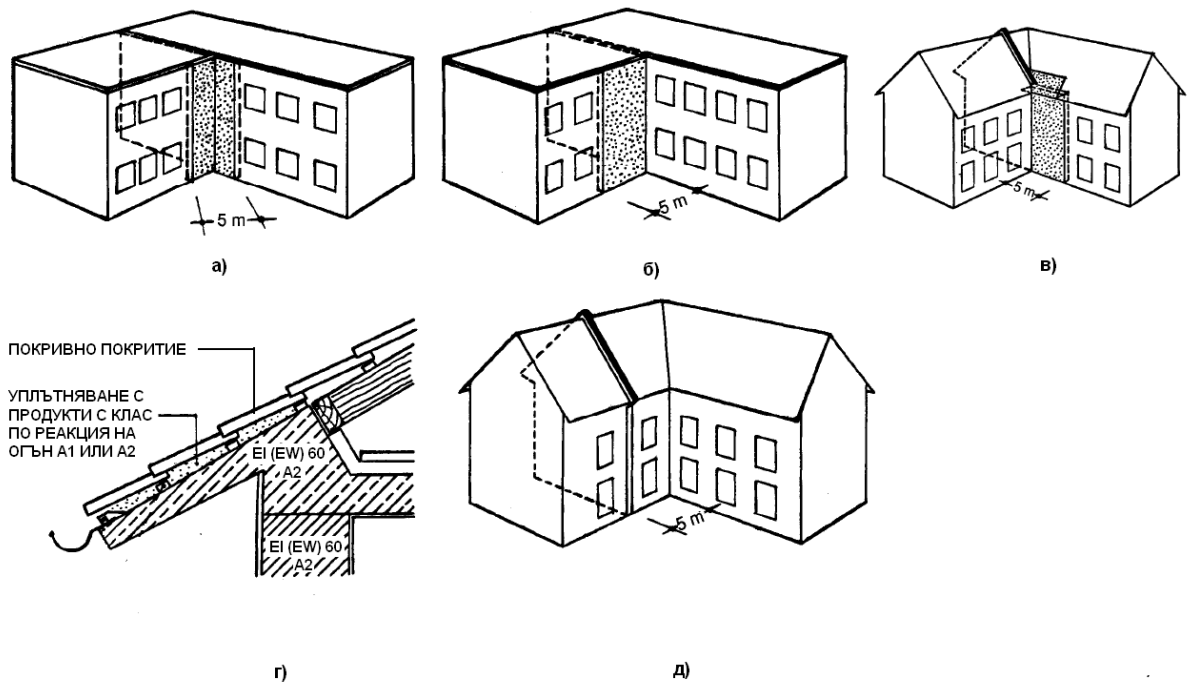 5 m
а)
5 m
б)
5 m
в)
ПОКРИВНО ПОКРИТИЕ
УПЛЪТНЯВАНЕ С
ПРОДУКТИ С КЛАС
ПО РЕАКЦИЯ НА
ОГЪН А1 ИЛИ А2
EI (EW) 60
A2
EI (EW) 60
A2
г)
5 m
д)